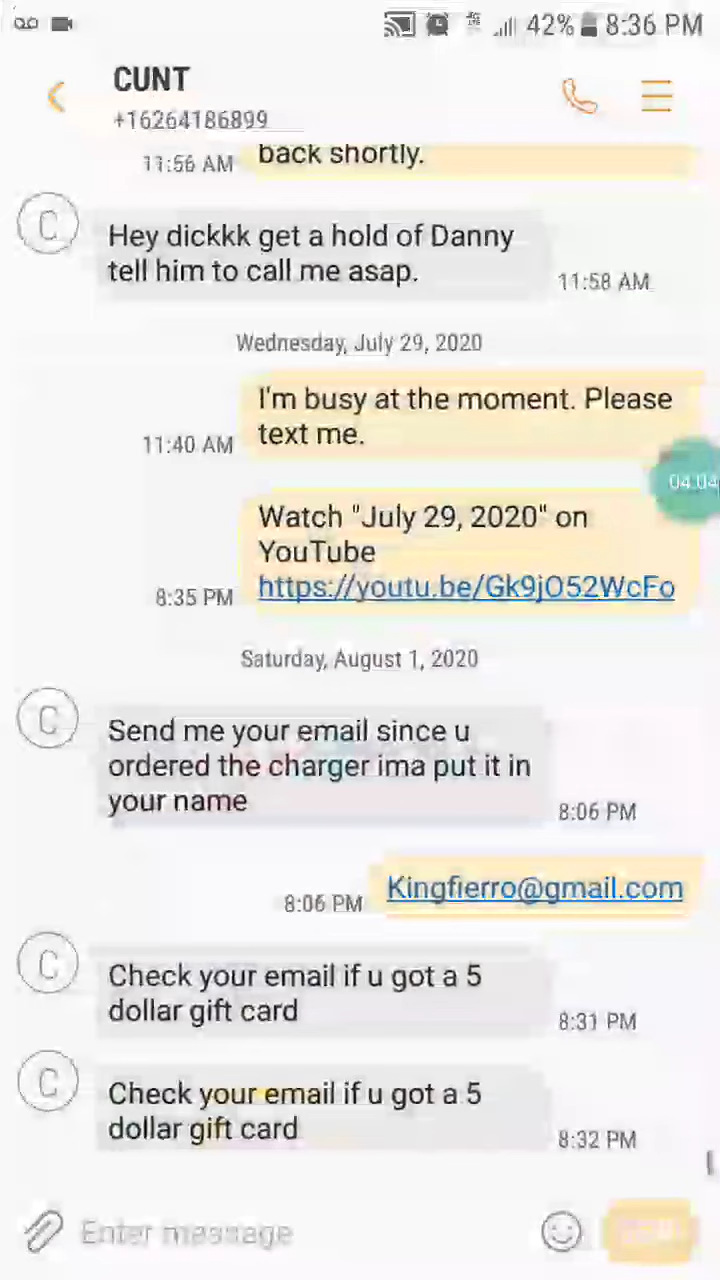 42% 8:36 PM
CUNT
+16264186899
back shortly.
11:56 AM
C
Hey dickkk get a hold of Danny
tell him to call me asap.
11:58 AM
Wednesday, July 29, 2020
I'm busy at the moment. Please
text me.
11:40 AM
04:04
Watch "July 29, 2020" on
YouTube
https://youtu.be/Gk9jO52WcFo
8:35 PM
Saturday, August 1, 2020
C
Send me your email since u
ordered the charger ima put it in
your name
8:06 PM
Kingfierro@gmail.com
8:06 PM
C
Check your email if u got a 5
dollar gift card
8:31 PM
C
Check your email if u got a 5
dollar gift card
8:32 PM
Enter message